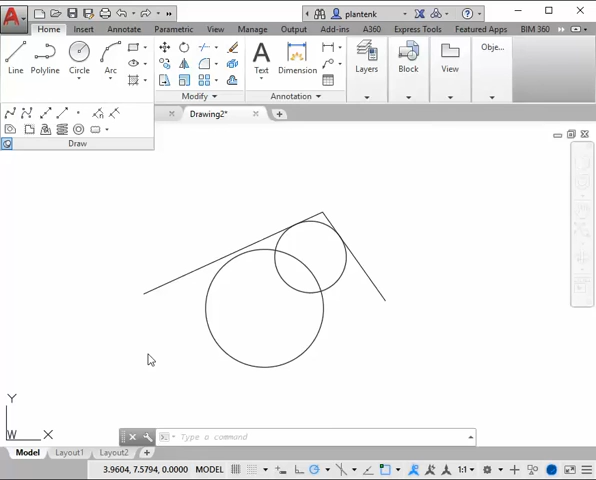 A plantenk
Home Insert Annotate Parametric View Manage Output Add-ins A360 Express Tools Featured Apps BIM 360
Line Polyline Circle Arc Text Dimension Layers Block View Obje...
Modify Annotation
Drawing2*
Draw
Y
W X
Type a command
Model Layout1 Layout2
3.9604, 7.5794, 0.0000 MODEL 1:1